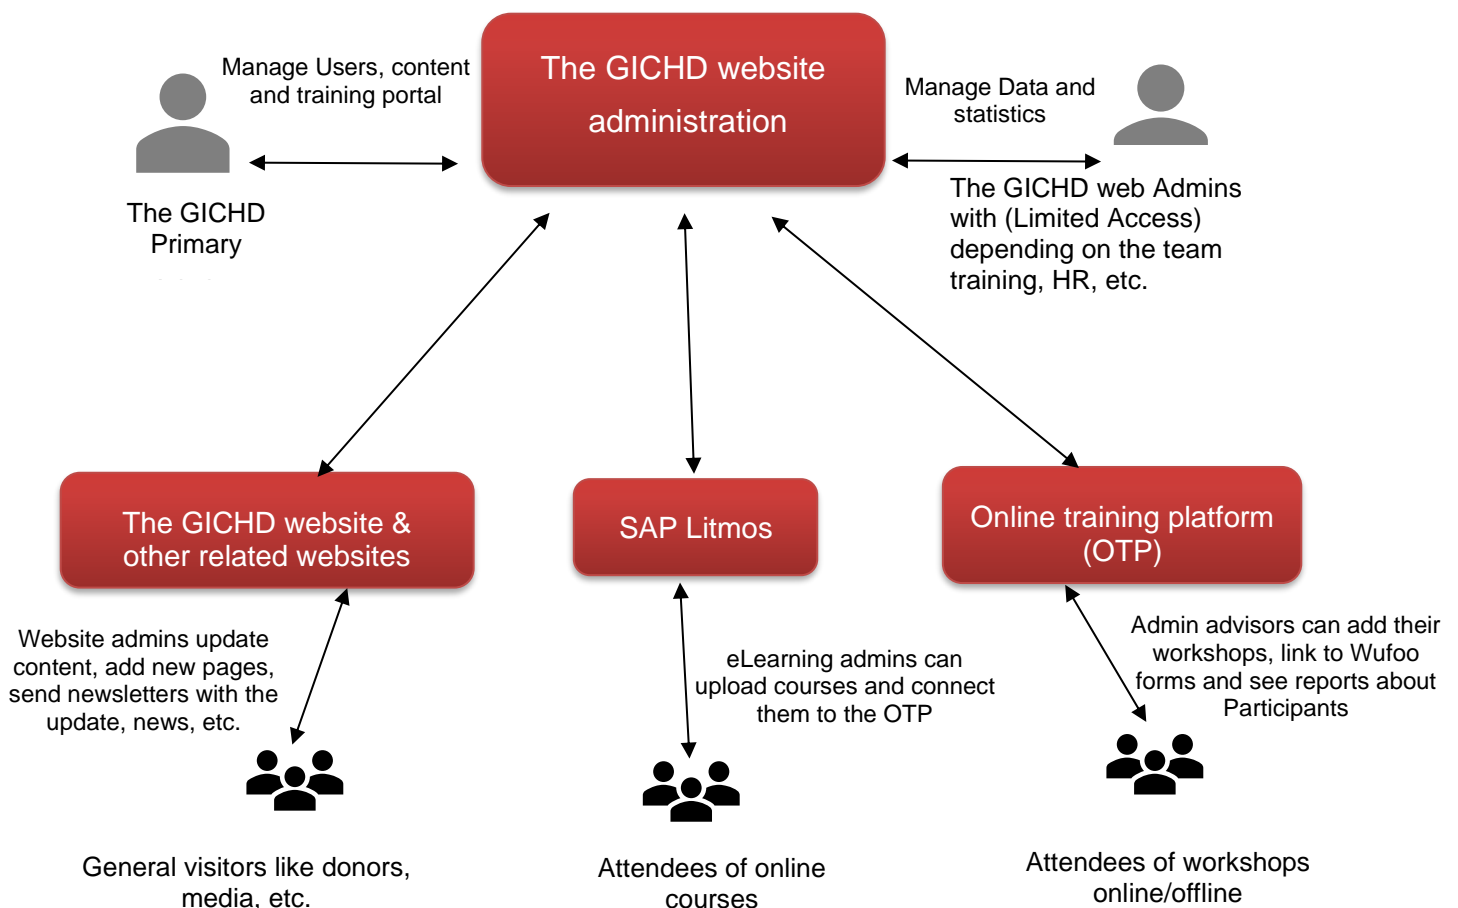 The GICHD website
administration
Manage Users, content
and training portal
Manage Data and
statistics
The GICHD
Primary
The GICHD web Admins
with (Limited Access)
depending on the team
training, HR, etc.
The GICHD website &
other related websites
SAP Litmos
Online training platform
(OTP)
Website admins update
content, add new pages,
send newsletters with the
update, news, etc.
eLearning admins can
upload courses and connect
them to the OTP
Admin advisors can add their
workshops, link to Wufoo
forms and see reports about
Participants
General visitors like donors,
media, etc.
Attendees of online
courses
Attendees of workshops
online/offline